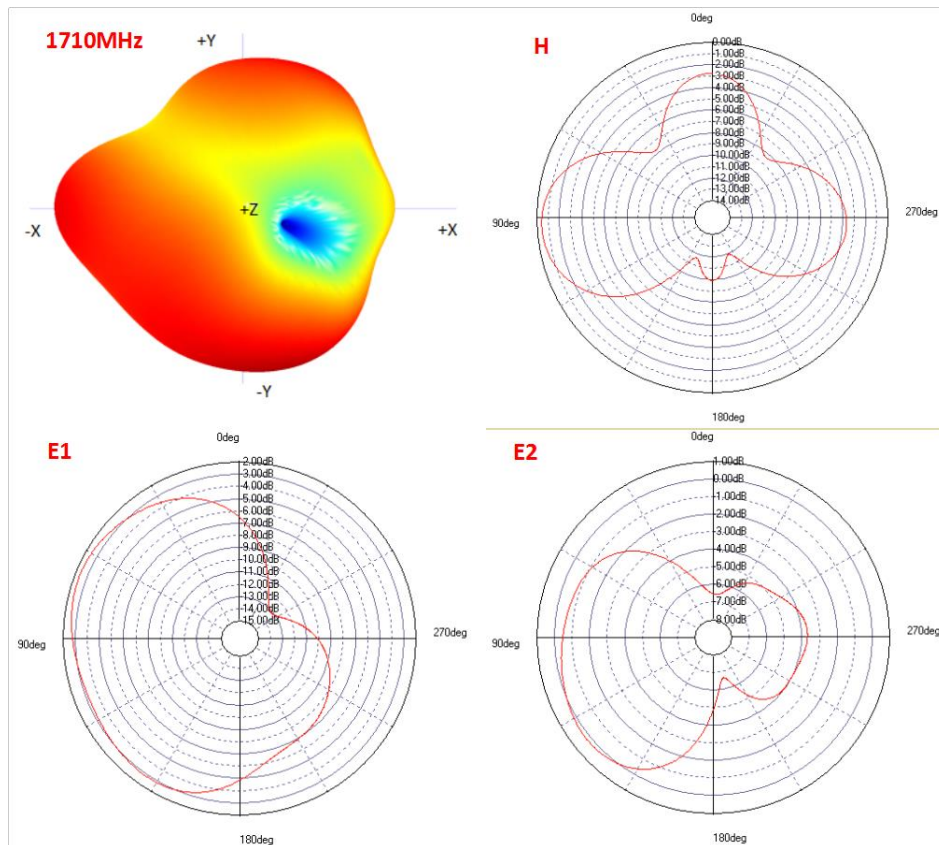 1710MHz
+Y
-X
+Z
+X
-Y
H
0deg
0.00dB
1.00dB
2.00dB
3.00dB
4.00dB
5.00dB
6.00dB
7.00dB
8.00dB
9.00dB
10.00dB
11.00dB
12.00dB
13.00dB
14.00dB
90deg
270deg
180deg
E1
0deg
2.00dB
3.00dB
4.00dB
5.00dB
6.00dB
7.00dB
8.00dB
9.00dB
10.00dB
11.00dB
12.00dB
13.00dB
14.00dB
15.00dB
90deg
270deg
180deg
E2
0deg
1.00dB
0.00dB
1.00dB
2.00dB
3.00dB
4.00dB
5.00dB
6.00dB
7.00dB
8.00dB
90deg
270deg
180deg